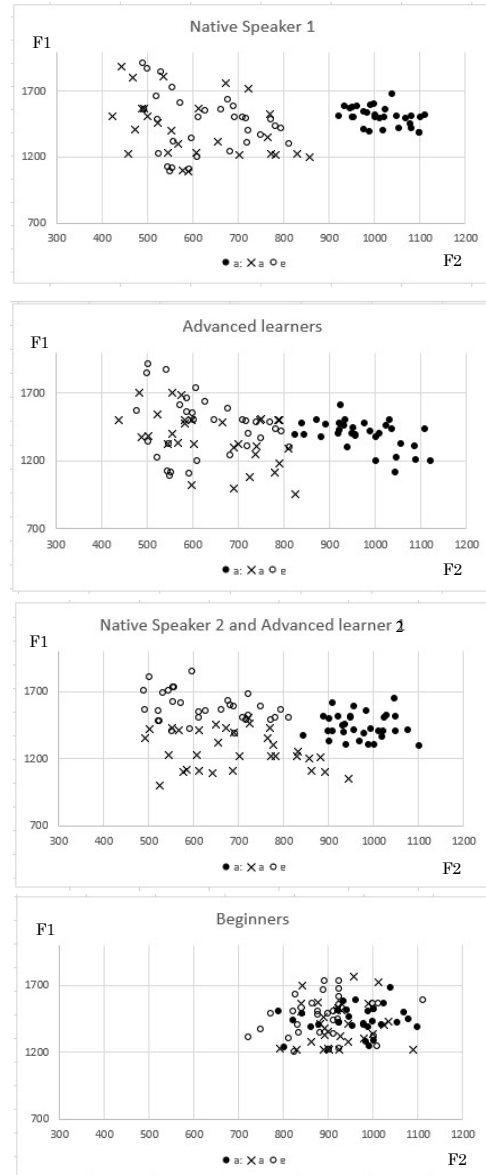 F1
Native Speaker 1
1700
1200
700
300 400 500 600 700 800 900 1000 1100 1200
F2
● a: × a ○ ɐ
F1
Advanced learners
1700
1200
700
300 400 500 600 700 800 900 1000 1100 1200
F2
● a: × a ○ ɐ
F1
Native Speaker 2 and Advanced learner 2
1700
1200
700
300 400 500 600 700 800 900 1000 1100 1200
F2
● a: × a ○ ɐ
Beginners
F1
1700
1200
700
300 400 500 600 700 800 900 1000 1100 1200
F2
● a: × a ○ ɐ